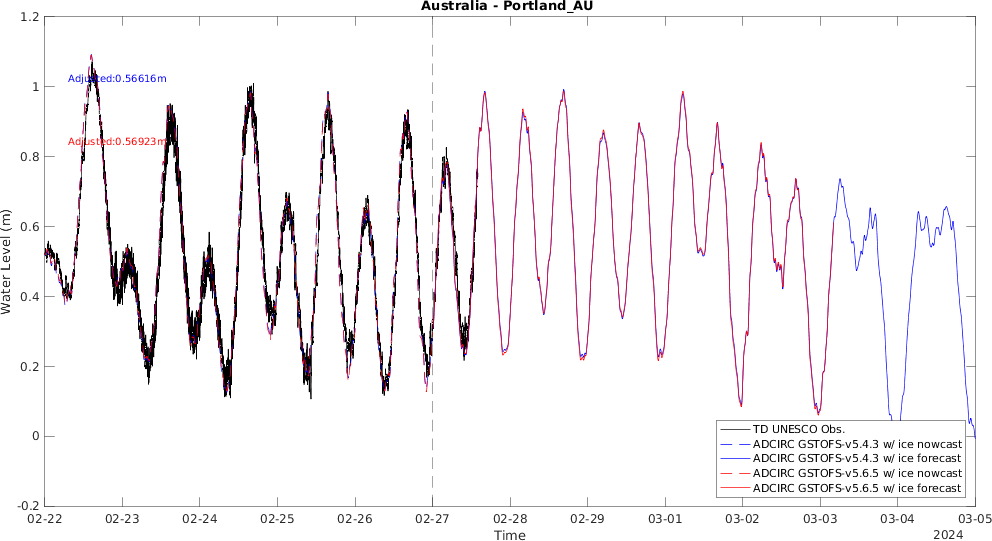 Australia - Portland_AU
1.2
1
0.8
0.6
0.4
0.2
0
-0.2
Water Level (m)
Adjusted:0.56616m
Adjusted:0.56923m
TD UNESCO Obs.
ADCIRC GSTOFS-v5.4.3 w/ ice nowcast
ADCIRC GSTOFS-v5.4.3 w/ ice forecast
ADCIRC GSTOFS-v5.6.5 w/ ice nowcast
ADCIRC GSTOFS-v5.6.5 w/ ice forecast
02-22 02-23 02-24 02-25 02-26 02-27 02-28 02-29 03-01 03-02 03-03 03-04 03-05
Time
2024